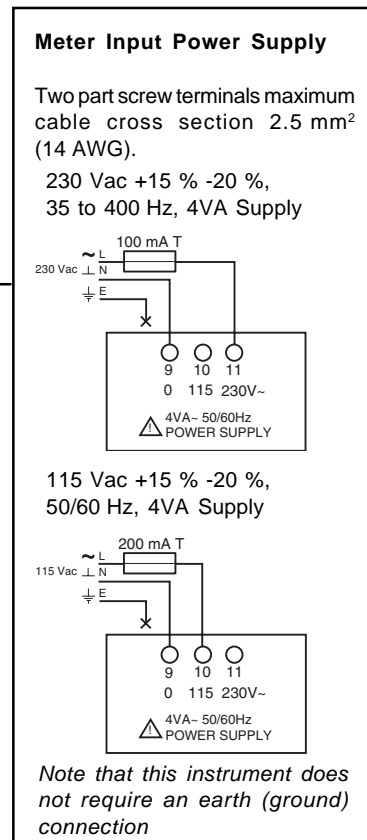 Meter Input Power Supply
Two part screw terminals maximum
cable cross section 2.5 mm²
(14 AWG).
230 Vac +15 % -20 %,
35 to 400 Hz, 4VA Supply
100 mA T
~ L
230 Vac ⊥ N
⏚ E
9 10 11
0 115 230V~
4VA~ 50/60Hz
POWER SUPPLY
115 Vac +15 % -20 %,
50/60 Hz, 4VA Supply
200 mA T
~ L
115 Vac ⊥ N
⏚ E
9 10 11
0 115 230V~
4VA~ 50/60Hz
POWER SUPPLY
Note that this instrument does
not require an earth (ground)
connection